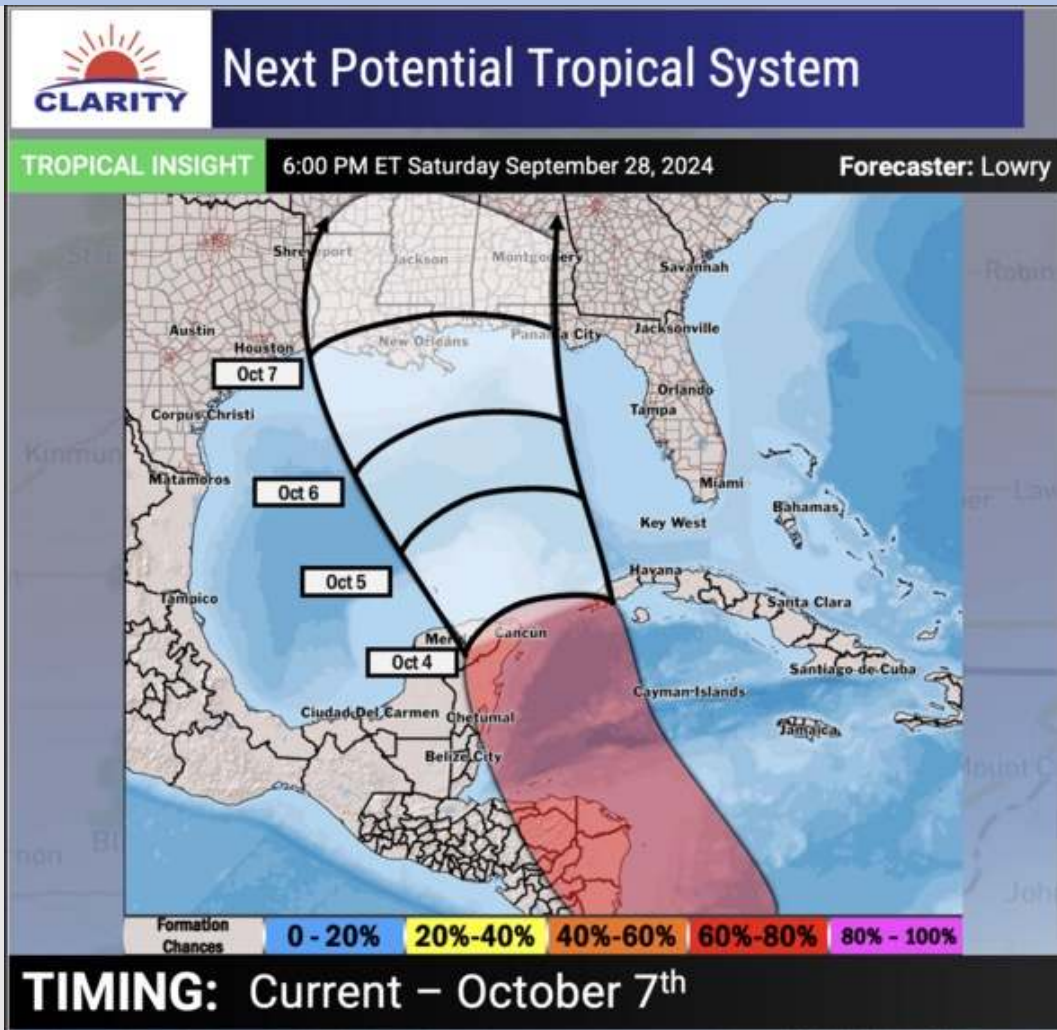 CLARITY
Next Potential Tropical System
TROPICAL INSIGHT 6:00 PM ET Saturday September 28, 2024 Forecaster: Lowry
Shreveport
Jackson
Montgomery
Savannah
Austin
Houston
New Orleans
Panama City
Jacksonville
Oct 7
Orlando
Corpus Christi
Tampa
Kinmun
Matamoros
Oct 6
Miami
Key West
Bahamas
Havana
Oct 5
Tampico
Santa Clara
Cancun
Oct 4
Santiago de Cuba
Cayman Islands
Ciudad Del Carmen
Chetumal
Jamaica
Belize City
Formation Chances 0 - 20% 20%-40% 40%-60% 60%-80% 80% - 100%
TIMING: Current – October 7th